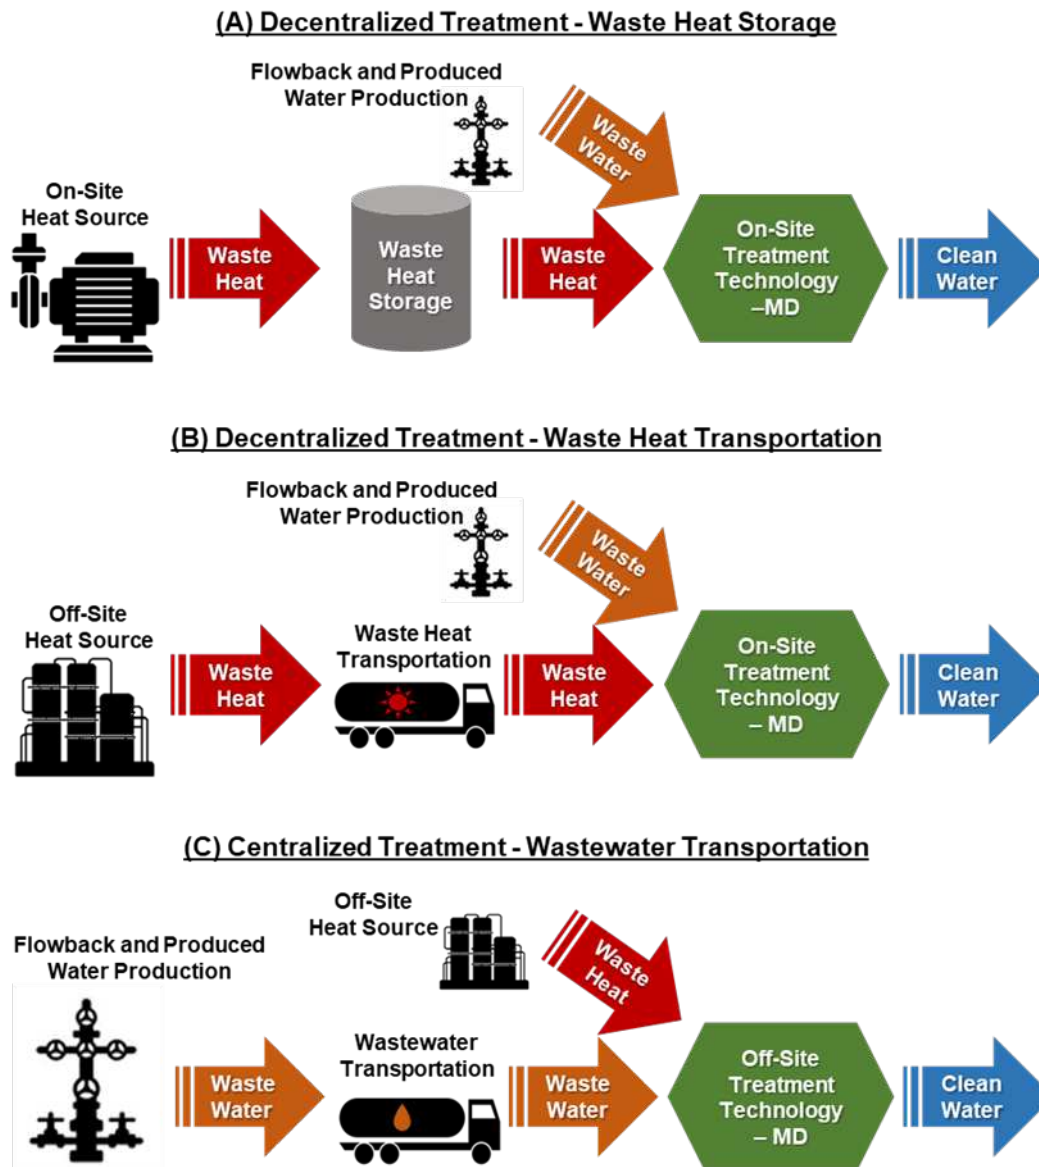 (A) Decentralized Treatment - Waste Heat Storage
Flowback and Produced
Water Production
Waste
Water
On-Site
Heat Source
Waste
Heat
Waste
Heat
Storage
Waste
Heat
On-Site
Treatment
Technology
–MD
Clean
Water
(B) Decentralized Treatment - Waste Heat Transportation
Flowback and Produced
Water Production
Waste
Water
Off-Site
Heat Source
Waste
Heat
Waste Heat
Transportation
Waste
Heat
On-Site
Treatment
Technology
– MD
Clean
Water
(C) Centralized Treatment - Wastewater Transportation
Off-Site
Heat Source
Waste
Heat
Flowback and Produced
Water Production
Waste
Water
Wastewater
Transportation
Waste
Water
Off-Site
Treatment
Technology
– MD
Clean
Water